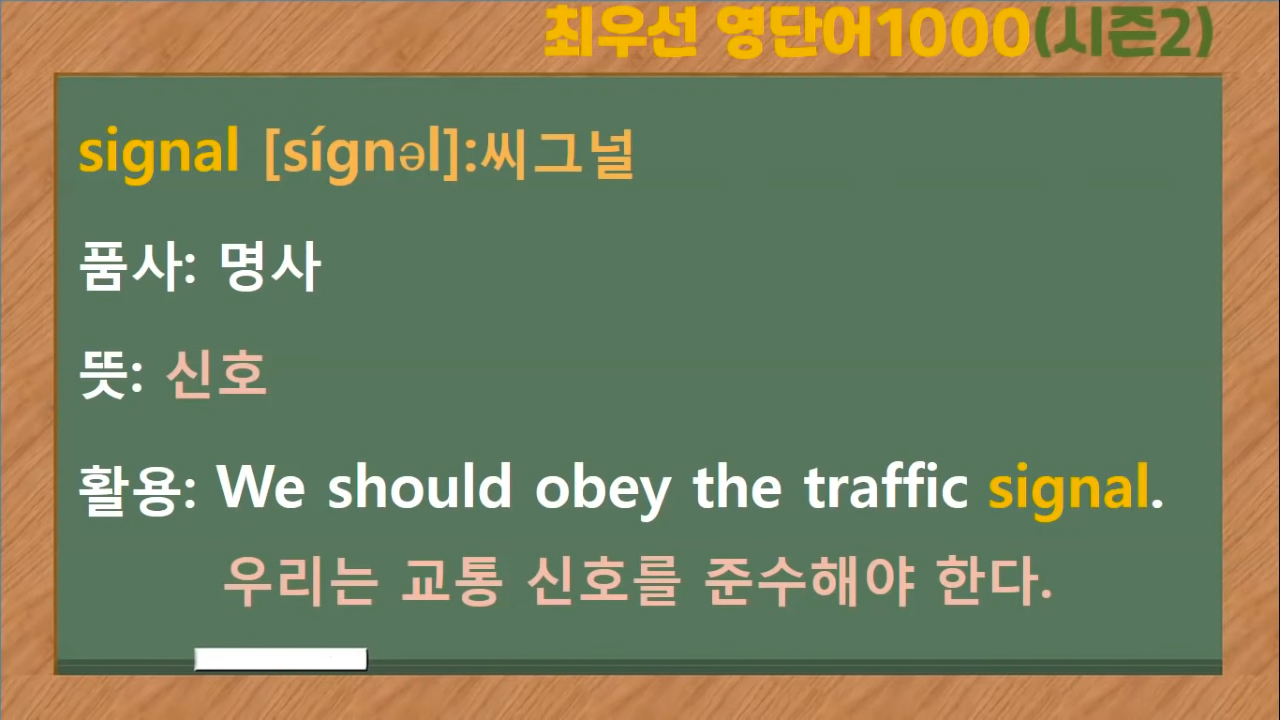 최우선 영단어1000(시즌2)
signal [sígnəl]:씨그널
품사: 명사
뜻: 신호
활용: We should obey the traffic signal.
우리는 교통 신호를 준수해야 한다.